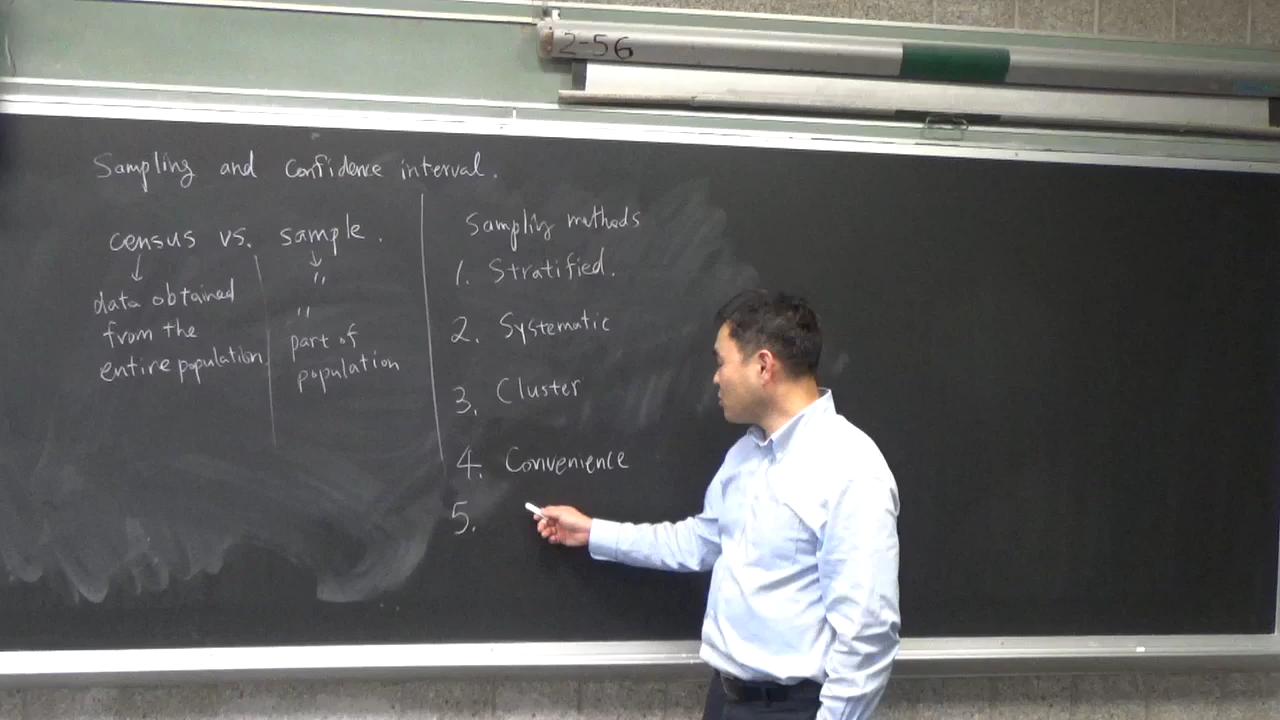 2-56
Sampling and Confidence interval.
census vs. sample.
↓
data obtained
from the
entire population.
↓
"
"
part of
population
Sampling methods
1. Stratified.
2. Systematic
3. Cluster
4. Convenience
5.